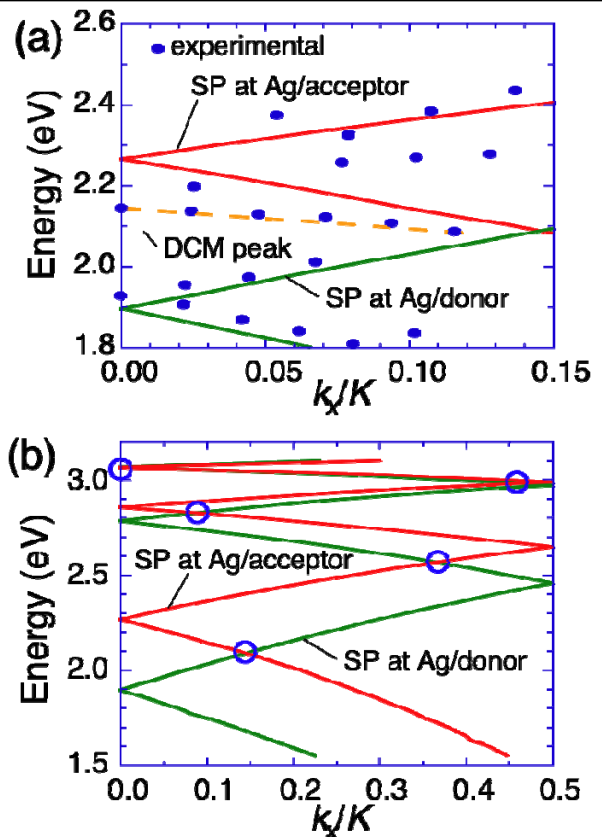 (a)
2.6
experimental
SP at Ag/acceptor
2.4
Energy (eV)
2.2
DCM peak
2.0
SP at Ag/donor
1.8
0.00 0.05 0.10 0.15
kx/K
(b)
3.0
SP at Ag/acceptor
2.5
Energy (eV)
SP at Ag/donor
2.0
1.5
0.0 0.1 0.2 0.3 0.4 0.5
kx/K